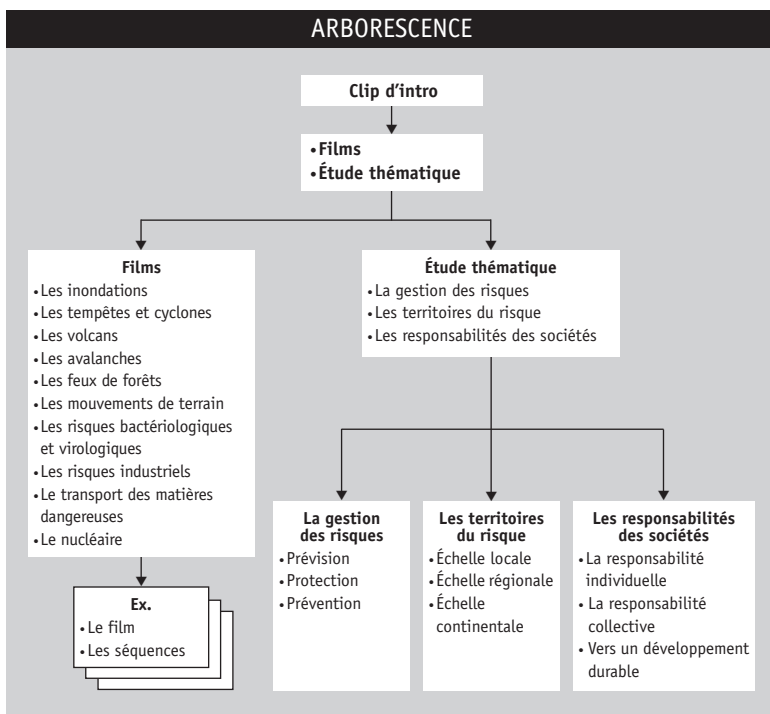 ARBORESCENCE
Clip d'intro
• Films
• Étude thématique
Films
• Les inondations
• Les tempêtes et cyclones
• Les volcans
• Les avalanches
• Les feux de forêts
• Les mouvements de terrain
• Les risques bactériologiques
et virologiques
• Les risques industriels
• Le transport des matières
dangereuses
• Le nucléaire
Étude thématique
• La gestion des risques
• Les territoires du risque
• Les responsabilités des sociétés
Ex.
• Le film
• Les séquences
La gestion
des risques
• Prévision
• Protection
• Prévention
Les territoires
du risque
• Échelle locale
• Échelle régionale
• Échelle
continentale
Les responsabilités
des sociétés
• La responsabilité
individuelle
• La responsabilité
collective
• Vers un développement
durable